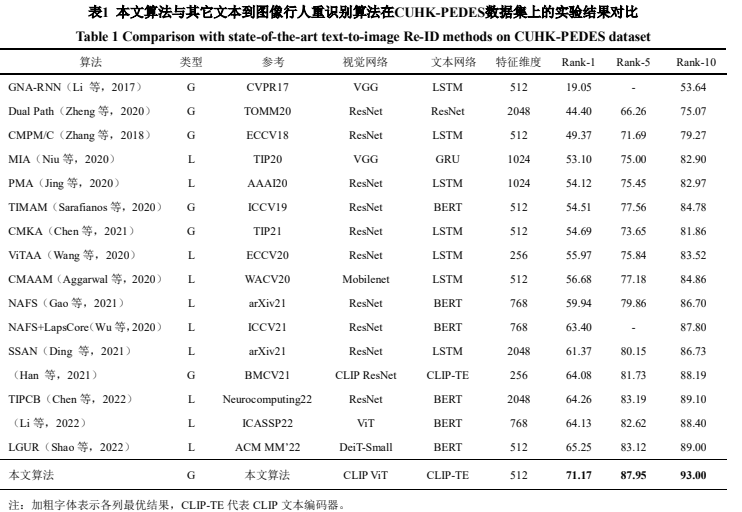 表1 本文算法与其它文本到图像行人重识别算法在CUHK-PEDES数据集上的实验结果对比
Table 1 Comparison with state-of-the-art text-to-image Re-ID methods on CUHK-PEDES dataset
算法 类型 参考 视觉网络 文本网络 特征维度 Rank-1 Rank-5 Rank-10
GNA-RNN（Li 等，2017） G CVPR17 VGG LSTM 512 19.05 - 53.64
Dual Path（Zheng 等，2020） G TOMM20 ResNet ResNet 2048 44.40 66.26 75.07
CMPM/C（Zhang 等，2018） G ECCV18 ResNet LSTM 512 49.37 71.69 79.27
MIA（Niu 等，2020） L TIP20 VGG GRU 1024 53.10 75.00 82.90
PMA（Jing 等，2020） L AAAI20 ResNet LSTM 1024 54.12 75.45 82.97
TIMAM（Sarafianos 等，2020） G ICCV19 ResNet BERT 512 54.51 77.56 84.78
CMKA（Chen 等，2021） G TIP21 ResNet LSTM 512 54.69 73.65 81.86
ViTAA（Wang 等，2020） L ECCV20 ResNet LSTM 256 55.97 75.84 83.52
CMAAM（Aggarwal 等，2020） L WACV20 Mobilenet LSTM 512 56.68 77.18 84.86
NAFS（Gao 等，2021） L arXiv21 ResNet BERT 768 59.94 79.86 86.70
NAFS+LapsCore（Wu 等，2020） L ICCV21 ResNet BERT 768 63.40 - 87.80
SSAN（Ding 等，2021） L arXiv21 ResNet LSTM 2048 61.37 80.15 86.73
（Han 等，2021） G BMCV21 CLIP ResNet CLIP-TE 256 64.08 81.73 88.19
TIPCB（Chen 等，2022） L Neurocomputing22 ResNet BERT 2048 64.26 83.19 89.10
（Li 等，2022） L ICASSP22 ViT BERT 768 64.13 82.62 88.40
LGUR（Shao 等，2022） L ACM MM’22 DeiT-Small BERT 512 65.25 83.12 89.00
本文算法 G 本文算法 CLIP ViT CLIP-TE 512 71.17 87.95 93.00
注：加粗字体表示各列最优结果，CLIP-TE 代表 CLIP 文本编码器。